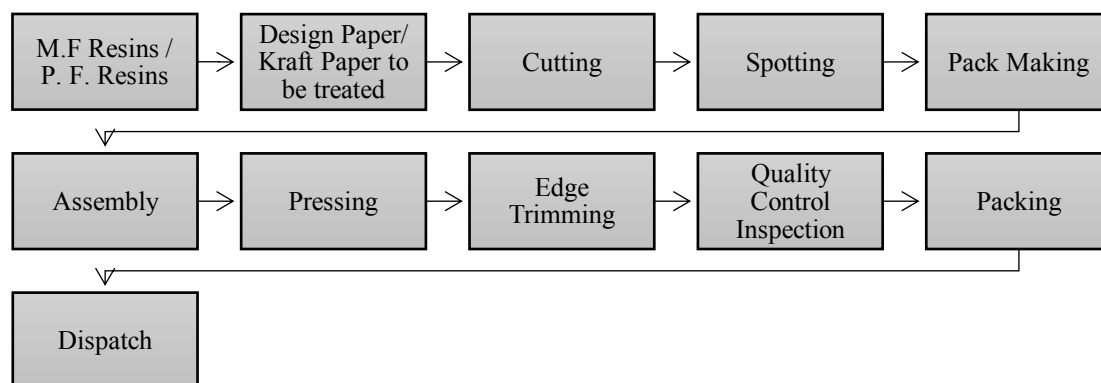 M.F Resins /
P. F. Resins
Design Paper/
Kraft Paper to
be treated
Cutting
Spotting
Pack Making
Assembly
Pressing
Edge
Trimming
Quality
Control
Inspection
Packing
Dispatch